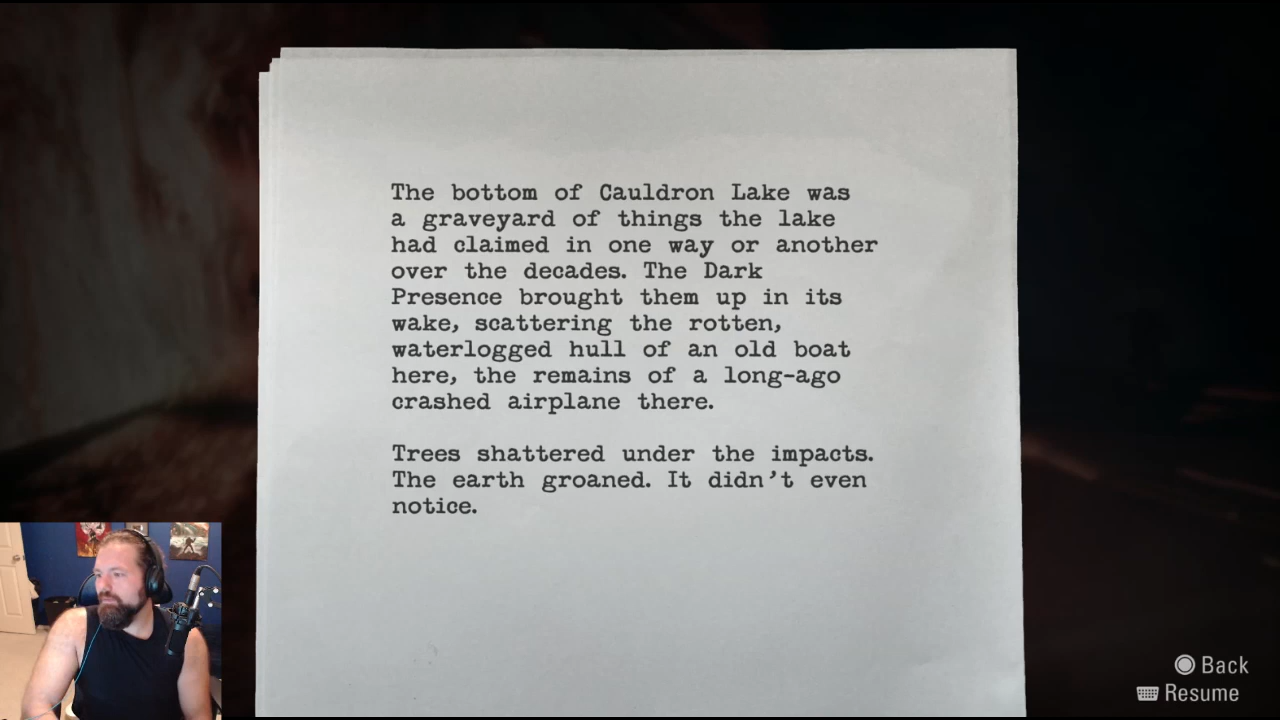 The bottom of Cauldron Lake was
a graveyard of things the lake
had claimed in one way or another
over the decades. The Dark
Presence brought them up in its
wake, scattering the rotten,
waterlogged hull of an old boat
here, the remains of a long-ago
crashed airplane there.
Trees shattered under the impacts.
The earth groaned. It didn't even
notice.
Back
Resume